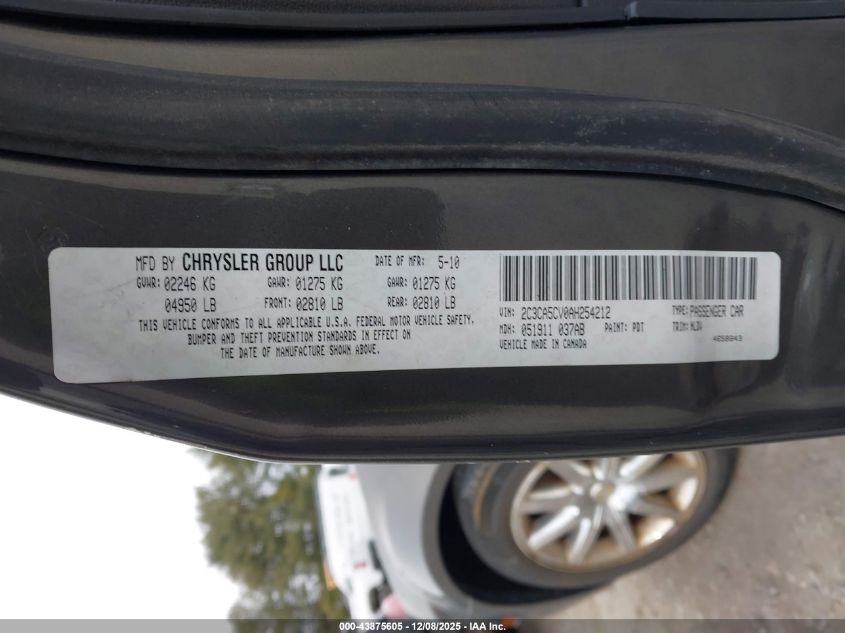 MFD BY CHRYSLER GROUP LLC DATE OF MFR: 5-10
GVWR: 02246 KG GAWR: 01275 KG GAWR: 01275 KG
04950 LB FRONT: 02810 LB REAR: 02810 LB
THIS VEHICLE CONFORMS TO ALL APPLICABLE U.S.A. FEDERAL MOTOR VEHICLE SAFETY,
BUMPER AND THEFT PREVENTION STANDARDS IN EFFECT ON
THE DATE OF MANUFACTURE SHOWN ABOVE.
VIN: 2C3CA5CV0AH254212 TYPE: PASSENGER CAR
MDH: 051911 037AB PAINT: PDT TRIM: HLDV
VEHICLE MADE IN CANADA 4658043
000-43875605 - 12/08/2025 - IAA Inc.